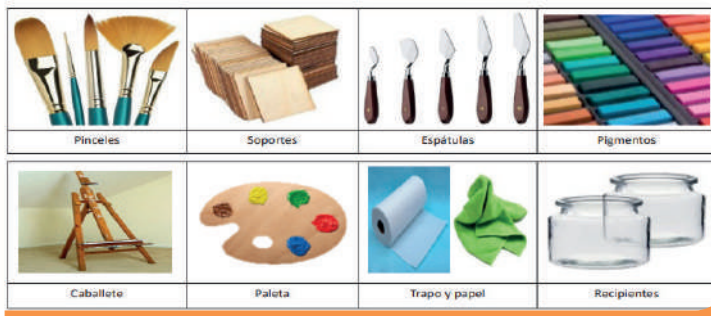 Pinceles
Soportes
Espátulas
Pigmentos
Caballete
Paleta
Trapo y papel
Recipientes